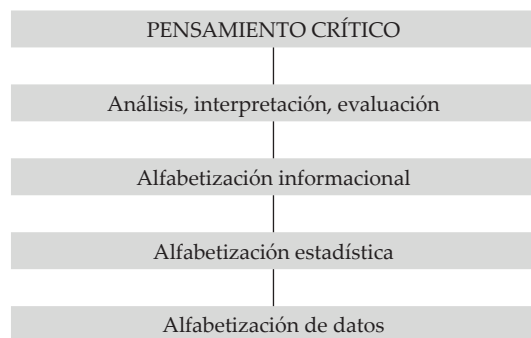 PENSAMIENTO CRÍTICO
Análisis, interpretación, evaluación
Alfabetización informacional
Alfabetización estadística
Alfabetización de datos